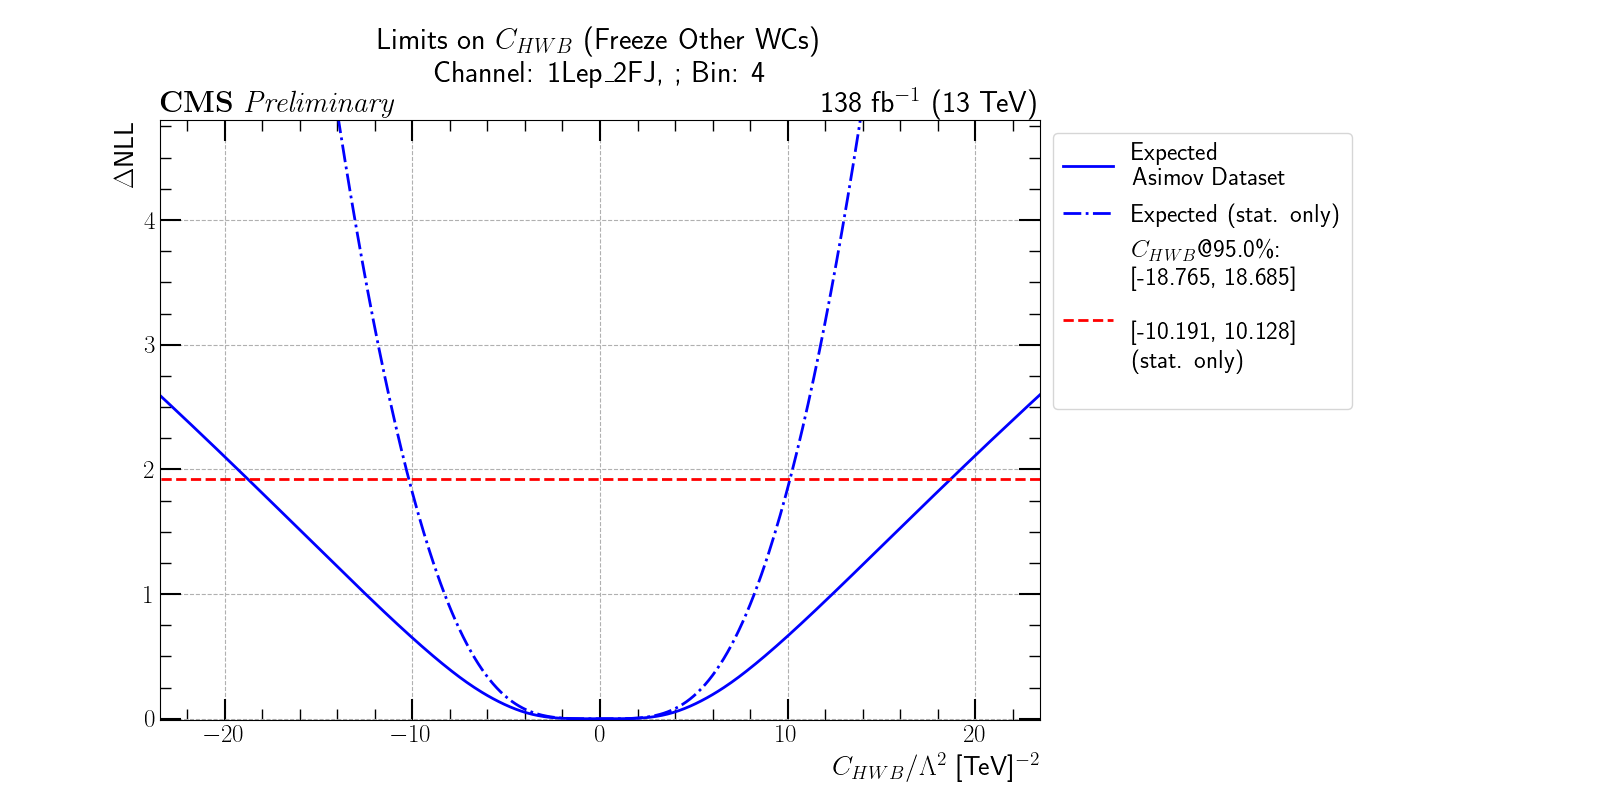 Limits on C_{HWB} (Freeze Other WCs)
Channel: 1Lep_2FJ, ; Bin: 4
CMS Preliminary
138 fb^{-1} (13 TeV)
ΔNLL
4
3
2
1
0
−20
−10
0
10
20
C_{HWB}/Λ^2 [TeV]^{-2}
Expected
Asimov Dataset
Expected (stat. only)
C_{HWB}@95.0%:
[-18.765, 18.685]
[-10.191, 10.128]
(stat. only)